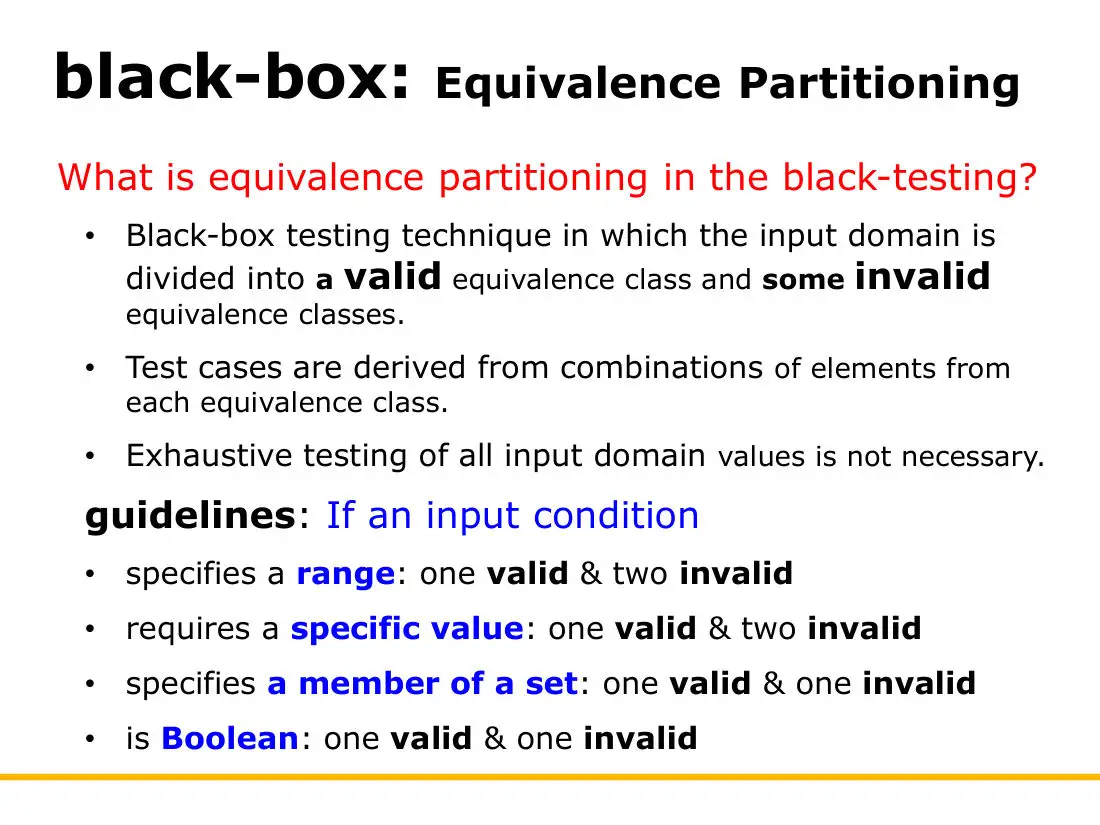 black-box: Equivalence Partitioning
What is equivalence partitioning in the black-testing?
• Black-box testing technique in which the input domain is
divided into a valid equivalence class and some invalid
equivalence classes.
• Test cases are derived from combinations of elements from
each equivalence class.
• Exhaustive testing of all input domain values is not necessary.
guidelines: If an input condition
• specifies a range: one valid & two invalid
• requires a specific value: one valid & two invalid
• specifies a member of a set: one valid & one invalid
• is Boolean: one valid & one invalid